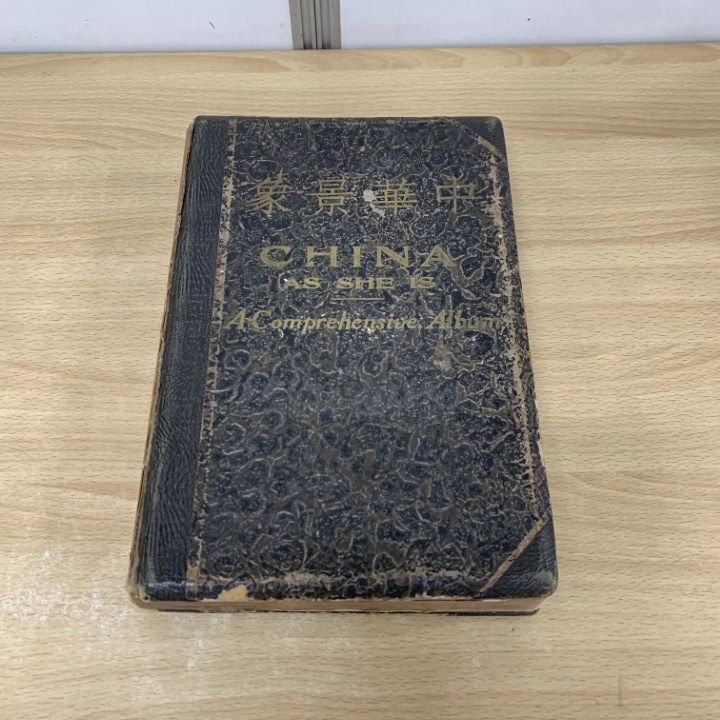 中華景象
CHINA
AS SHE IS
A Comprehensive Album